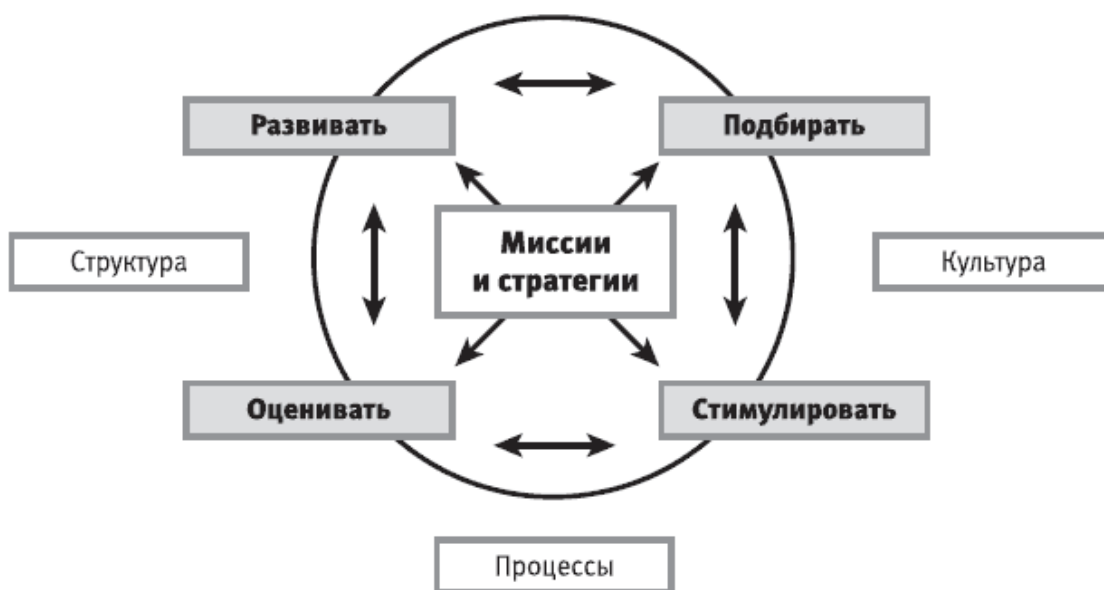 Развивать
Подбирать
Миссии
и стратегии
Структура
Культура
Оценивать
Стимулировать
Процессы